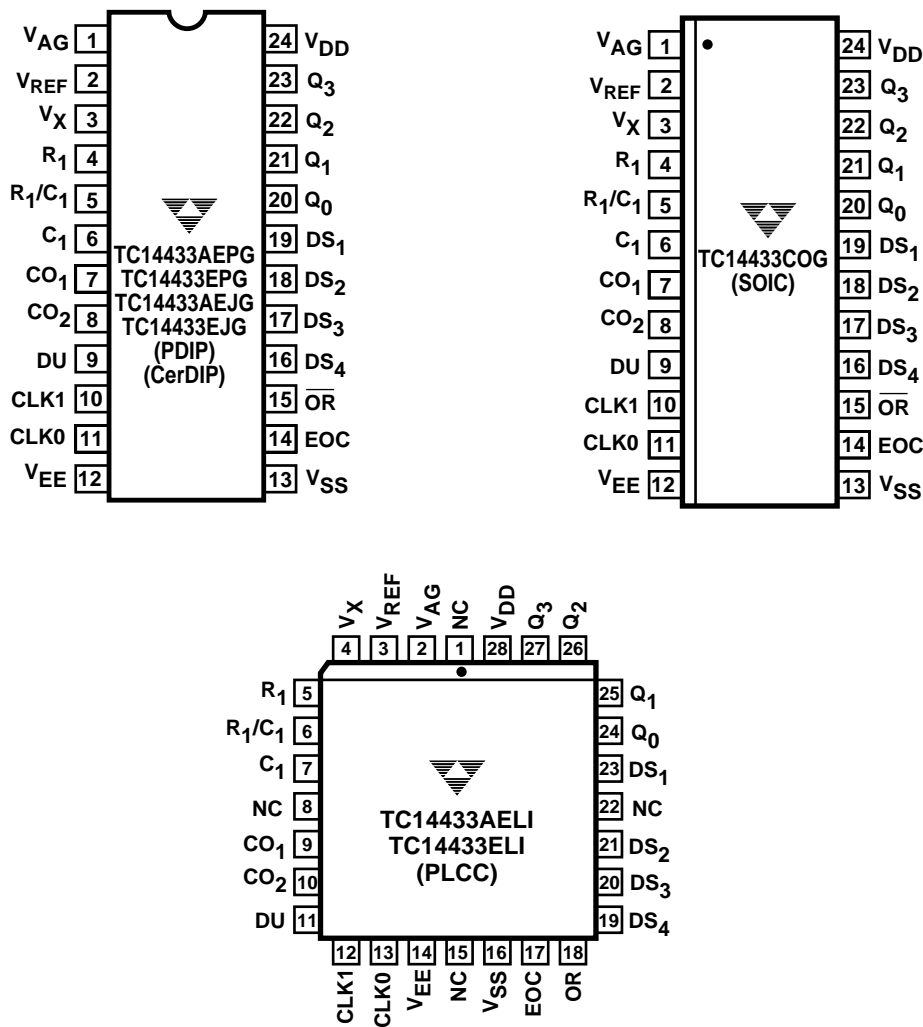 VAG 1 24 VDD
VREF 2 23 Q3
VX 3 22 Q2
R1 4 21 Q1
R1/C1 5 20 Q0
C1 6 19 DS1
CO1 7 18 DS2
CO2 8 17 DS3
DU 9 16 DS4
CLK1 10 15 OR
CLK0 11 14 EOC
VEE 12 13 VSS
TC14433AEPG
TC14433EPG
TC14433AEJG
TC14433EJG
(PDIP)
(CerDIP)
VAG 1 24 VDD
VREF 2 23 Q3
VX 3 22 Q2
R1 4 21 Q1
R1/C1 5 20 Q0
C1 6 19 DS1
CO1 7 18 DS2
CO2 8 17 DS3
DU 9 16 DS4
CLK1 10 15 OR
CLK0 11 14 EOC
VEE 12 13 VSS
TC14433COG
(SOIC)
VX VREF VAG NC VDD Q3 Q2
4 3 2 1 28 27 26
R1 5 25 Q1
R1/C1 6 24 Q0
C1 7 23 DS1
NC 8 22 NC
CO1 9 21 DS2
CO2 10 20 DS3
DU 11 19 DS4
TC14433AELI
TC14433ELI
(PLCC)
12 13 14 15 16 17 18
CLK1 CLK0 VEE NC VSS EOC OR